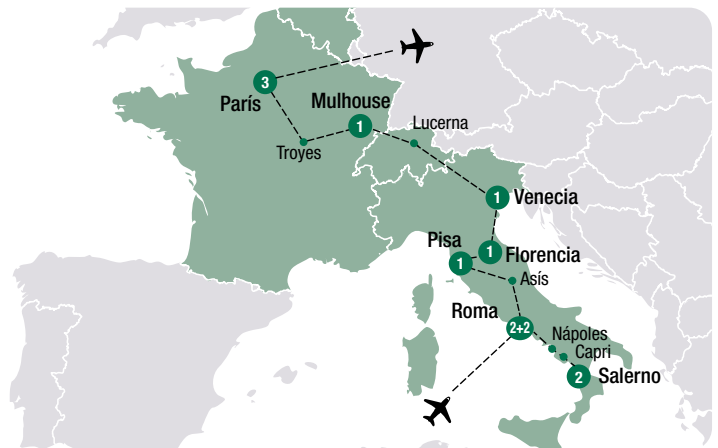 3
París
Mulhouse
1
Lucerna
Troyes
1
Venecia
Pisa
1
Florencia
1
Asís
Roma
2+2
Nápoles
Capri
2
Salerno